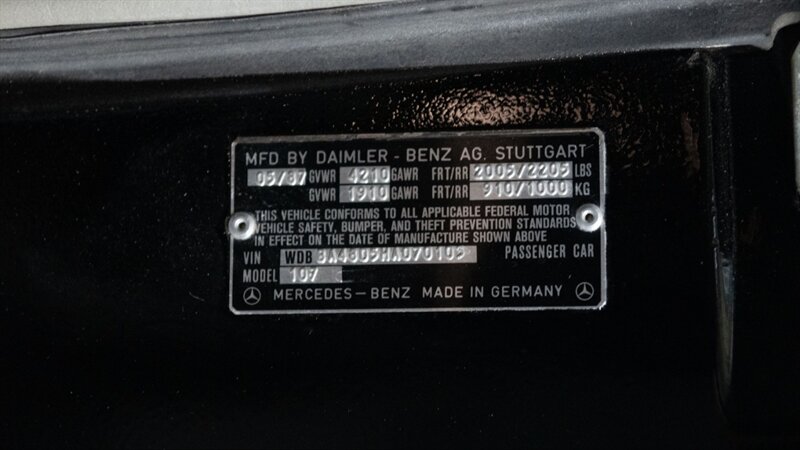 MFD BY DAIMLER - BENZ AG. STUTTGART
05/87 GVWR 4210 GAWR FRT/RR 2005/2205 LBS
GVWR 1910 GAWR FRT/RR 910/1000 KG
THIS VEHICLE CONFORMS TO ALL APPLICABLE FEDERAL MOTOR
VEHICLE SAFETY, BUMPER, AND THEFT PREVENTION STANDARDS
IN EFFECT ON THE DATE OF MANUFACTURE SHOWN ABOVE
VIN WDB BA48D5HA070103 PASSENGER CAR
MODEL 107
MERCEDES-BENZ MADE IN GERMANY